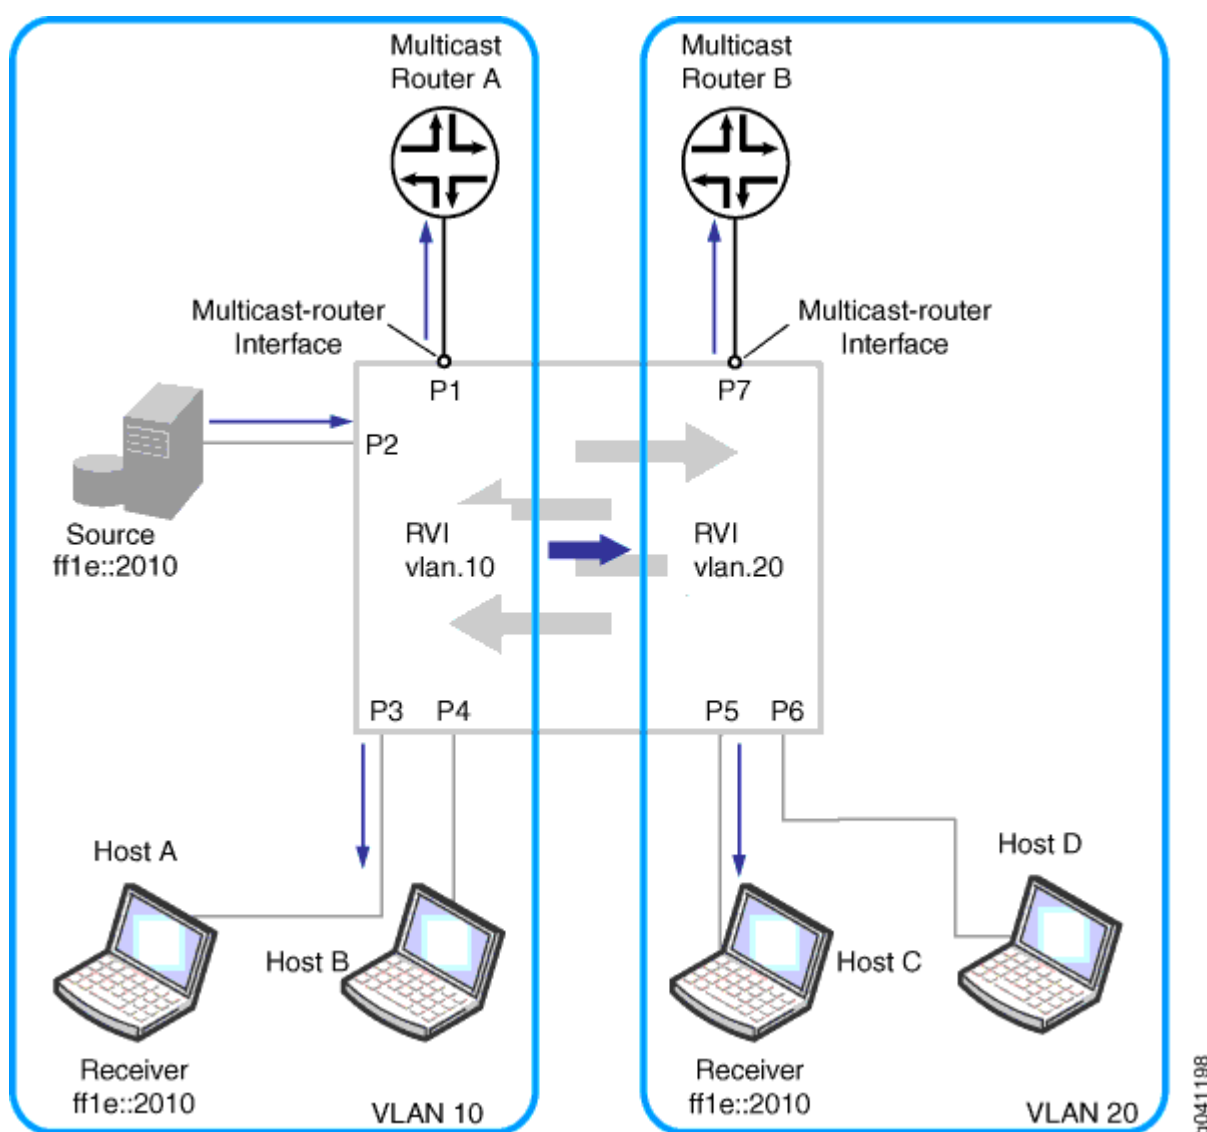 Multicast
Router A
Multicast
Router B
Multicast-router
Interface
Multicast-router
Interface
P1
P7
P2
Source
ff1e::2010
RVI
vlan.10
RVI
vlan.20
P3
P4
P5
P6
Host A
Host B
Host C
Host D
Receiver
ff1e::2010
VLAN 10
Receiver
ff1e::2010
VLAN 20
g041198